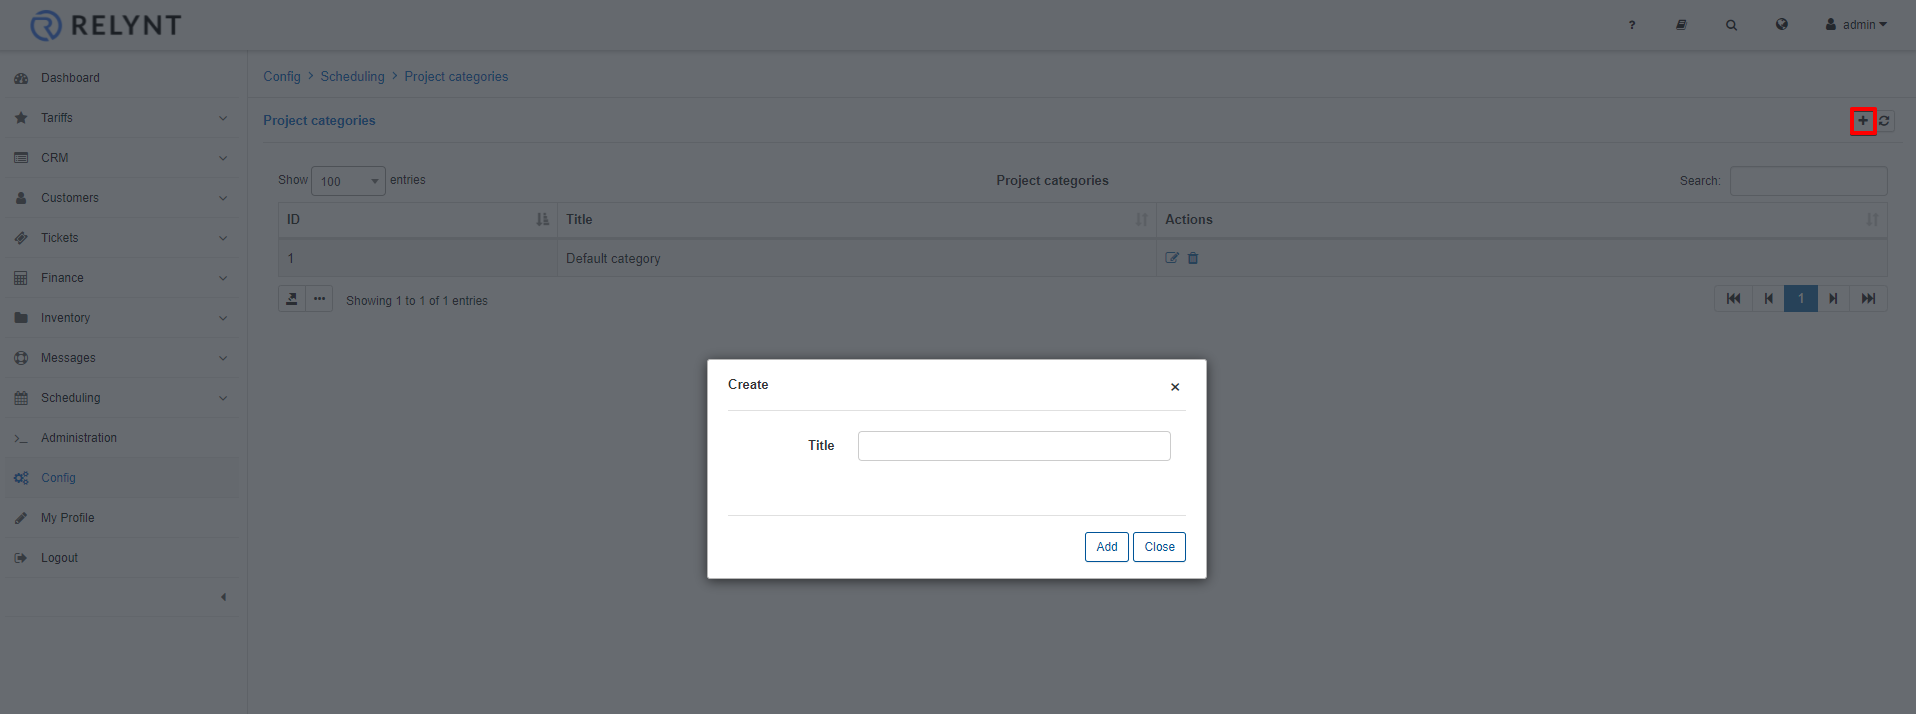 RELYNT
? admin
Dashboard
Tariffs
CRM
Customers
Tickets
Finance
Inventory
Messages
Scheduling
Administration
Config
My Profile
Logout
Config > Scheduling > Project categories
Project categories
Show 100 entries
Project categories
Search:
ID Title Actions
1 Default category
Showing 1 to 1 of 1 entries
1
Create ×
Title
Add Close